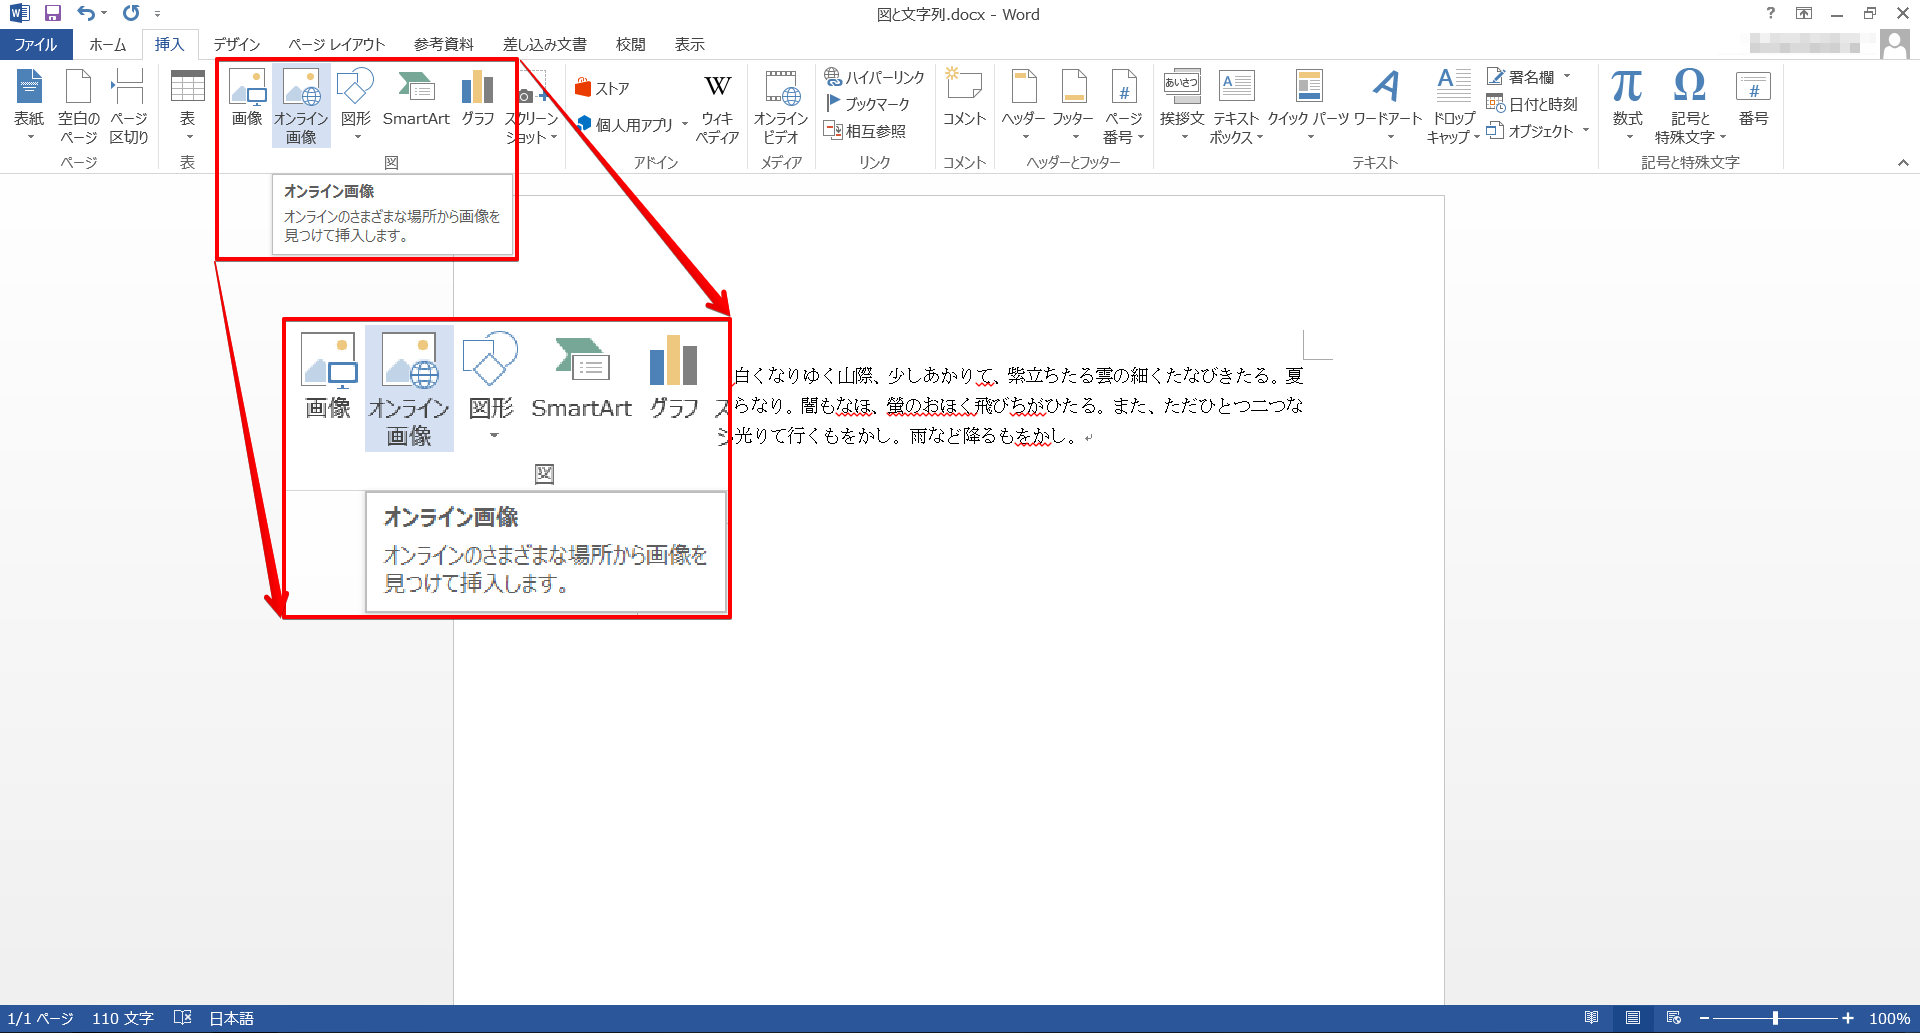 図と文字列.docx - Word
ファイル ホーム 挿入 デザイン ページ レイアウト 参考資料 差し込み文書 校閲 表示
表紙
空白の
ページ
ページ
区切り
ページ
表
表
画像
オンライン
画像
図形
SmartArt
グラフ
スクリーン
ショット
図
ストア
個人用アプリ
W
ウィキ
ペディア
アドイン
オンライン
ビデオ
メディア
ハイパーリンク
ブックマーク
相互参照
リンク
コメント
コメント
ヘッダー
フッター
#
ページ
番号
ヘッダーとフッター
あいさつ
挨拶文
テキスト
ボックス
クイック パーツ
ワードアート
ドロップ
キャップ
署名欄
日付と時刻
オブジェクト
テキスト
π
数式
Ω
記号と
特殊文字
#
番号
記号と特殊文字
オンライン画像
オンラインのさまざまな場所から画像を
見つけて挿入します。
画像
オンライン
画像
図形
SmartArt
グラフ
図
オンライン画像
オンラインのさまざまな場所から画像を
見つけて挿入します。
白くなりゆく山際、少しあかりて、紫立ちたる雲の細くたなびきたる。夏
らなり。闇もなほ、螢のおほく飛びちがひたる。また、ただひとつ二つな
光りて行くもをかし。雨など降るもをかし。
1/1 ページ 110 文字 日本語 100%